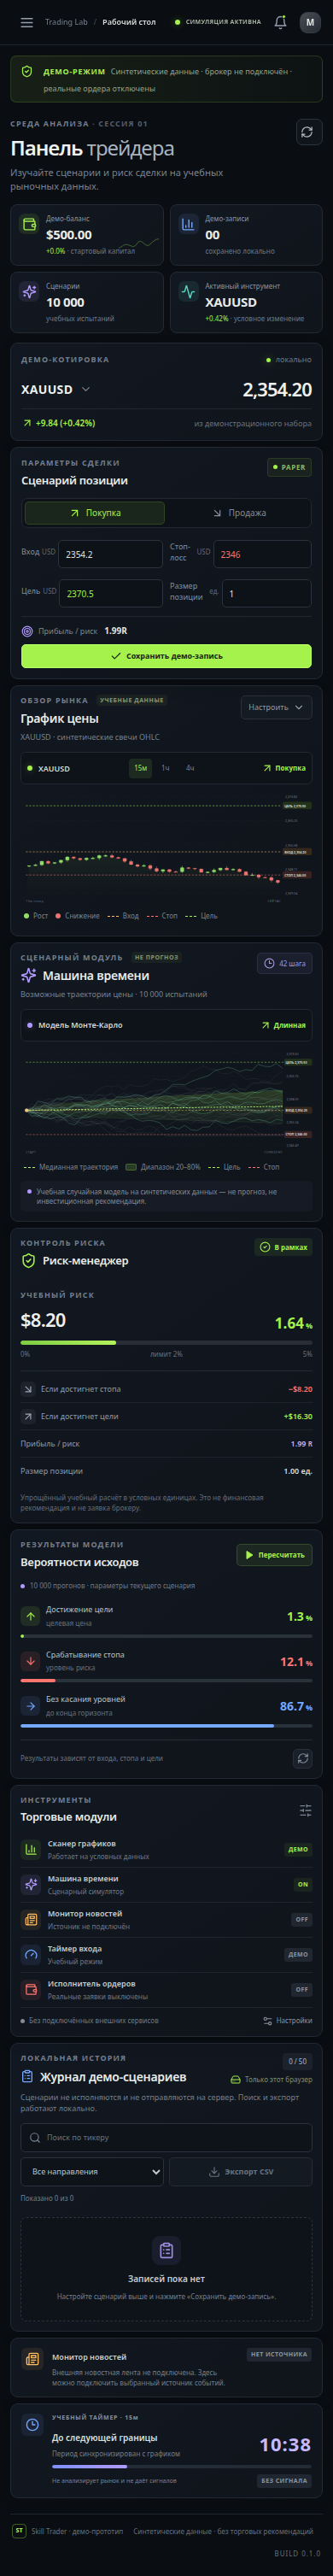 Trading Lab / Рабочий стол
СИМУЛЯЦИЯ АКТИВНА
M
ДЕМО-РЕЖИМ Синтетические данные · брокер не подключён ·
реальные ордера отключены
СРЕДА АНАЛИЗА · СЕССИЯ 01
Панель трейдера
Изучайте сценарии и риск сделки на учебных
рыночных данных.
Демо-баланс
$500.00
+0.0% · стартовый капитал
Демо-записи
00
сохранено локально
Сценарии
10 000
учебных испытаний
Активный инструмент
XAUUSD
+0.42% · условное изменение
ДЕМО-КОТИРОВКА
локально
XAUUSD
2,354.20
+9.84 (+0.42%)
из демонстрационного набора
ПАРАМЕТРЫ СДЕЛКИ
PAPER
Сценарий позиции
Покупка
Продажа
Вход USD 2354.2
Стоп-
лосс USD 2346
Цель USD 2370.5
Размер
позиции ед. 1
Прибыль / риск 1.99R
Сохранить демо-запись
ОБЗОР РЫНКА УЧЕБНЫЕ ДАННЫЕ
Настроить
График цены
XAUUSD · синтетические свечи OHLC
XAUUSD
15м 1ч 4ч
Покупка
Рост Снижение Вход Стоп Цель
СЦЕНАРНЫЙ МОДУЛЬ НЕ ПРОГНОЗ
42 шага
Машина времени
Возможные траектории цены · 10 000 испытаний
Модель Монте-Карло
Длинная
Медианная траектория Диапазон 20–80% Цель Стоп
Учебная случайная модель на синтетических данных — не прогноз, не
инвестиционная рекомендация.
КОНТРОЛЬ РИСКА
В рамках
Риск-менеджер
УЧЕБНЫЙ РИСК
$8.20
1.64 %
0% лимит 2% 5%
Если достигнет стопа −$8.20
Если достигнет цели +$16.30
Прибыль / риск 1.99 R
Размер позиции 1.00 ед.
Упрощённый учебный расчёт в условных единицах. Это не финансовая
рекомендация и не заявка брокеру.
РЕЗУЛЬТАТЫ МОДЕЛИ
Вероятности исходов
Пересчитать
10 000 прогонов · параметры текущего сценария
Достижение цели
целевая цена
1.3 %
Срабатывание стопа
уровень риска
12.1 %
Без касания уровней
до конца горизонта
86.7 %
Результаты зависят от входа, стопа и цели
ИНСТРУМЕНТЫ
Торговые модули
Сканер графиков
Работает на условных данных
ДЕМО
Машина времени
Сценарный симулятор
ON
Монитор новостей
Источник не подключён
OFF
Таймер входа
Учебный режим
ДЕМО
Исполнитель ордеров
Реальные заявки выключены
OFF
Без подключённых внешних сервисов
Настройки
ЛОКАЛЬНАЯ ИСТОРИЯ
0 / 50
Журнал демо-сценариев
Только этот браузер
Сценарии не исполняются и не отправляются на сервер. Поиск и экспорт
работают локально.
Поиск по тикеру
Все направления
Экспорт CSV
Показано 0 из 0
Записей пока нет
Настройте сценарий выше и нажмите «Сохранить демо-запись».
Монитор новостей
НЕТ ИСТОЧНИКА
Внешняя новостная лента не подключена. Здесь
можно подключить выбранный источник событий.
УЧЕБНЫЙ ТАЙМЕР · 15м
До следующей границы
Период синхронизирован с графиком
10:38
Не анализирует рынок и не даёт сигналов
БЕЗ СИГНАЛА
ST Skill Trader · демо-прототип
Синтетические данные · без торговых рекомендаций
BUILD 0.1.0